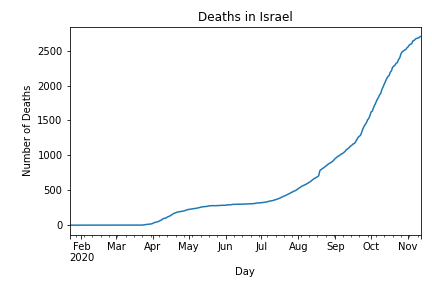 Deaths in Israel
Number of Deaths
2500
2000
1500
1000
500
0
Feb Mar Apr May Jun Jul Aug Sep Oct Nov
2020
Day